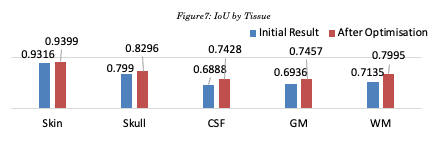 Figure7: IoU by Tissue
Initial Result After Optimisation
0.9316 0.9399
0.799 0.8296
0.6888 0.7428
0.6936 0.7457
0.7135 0.7995
Skin Skull CSF GM WM